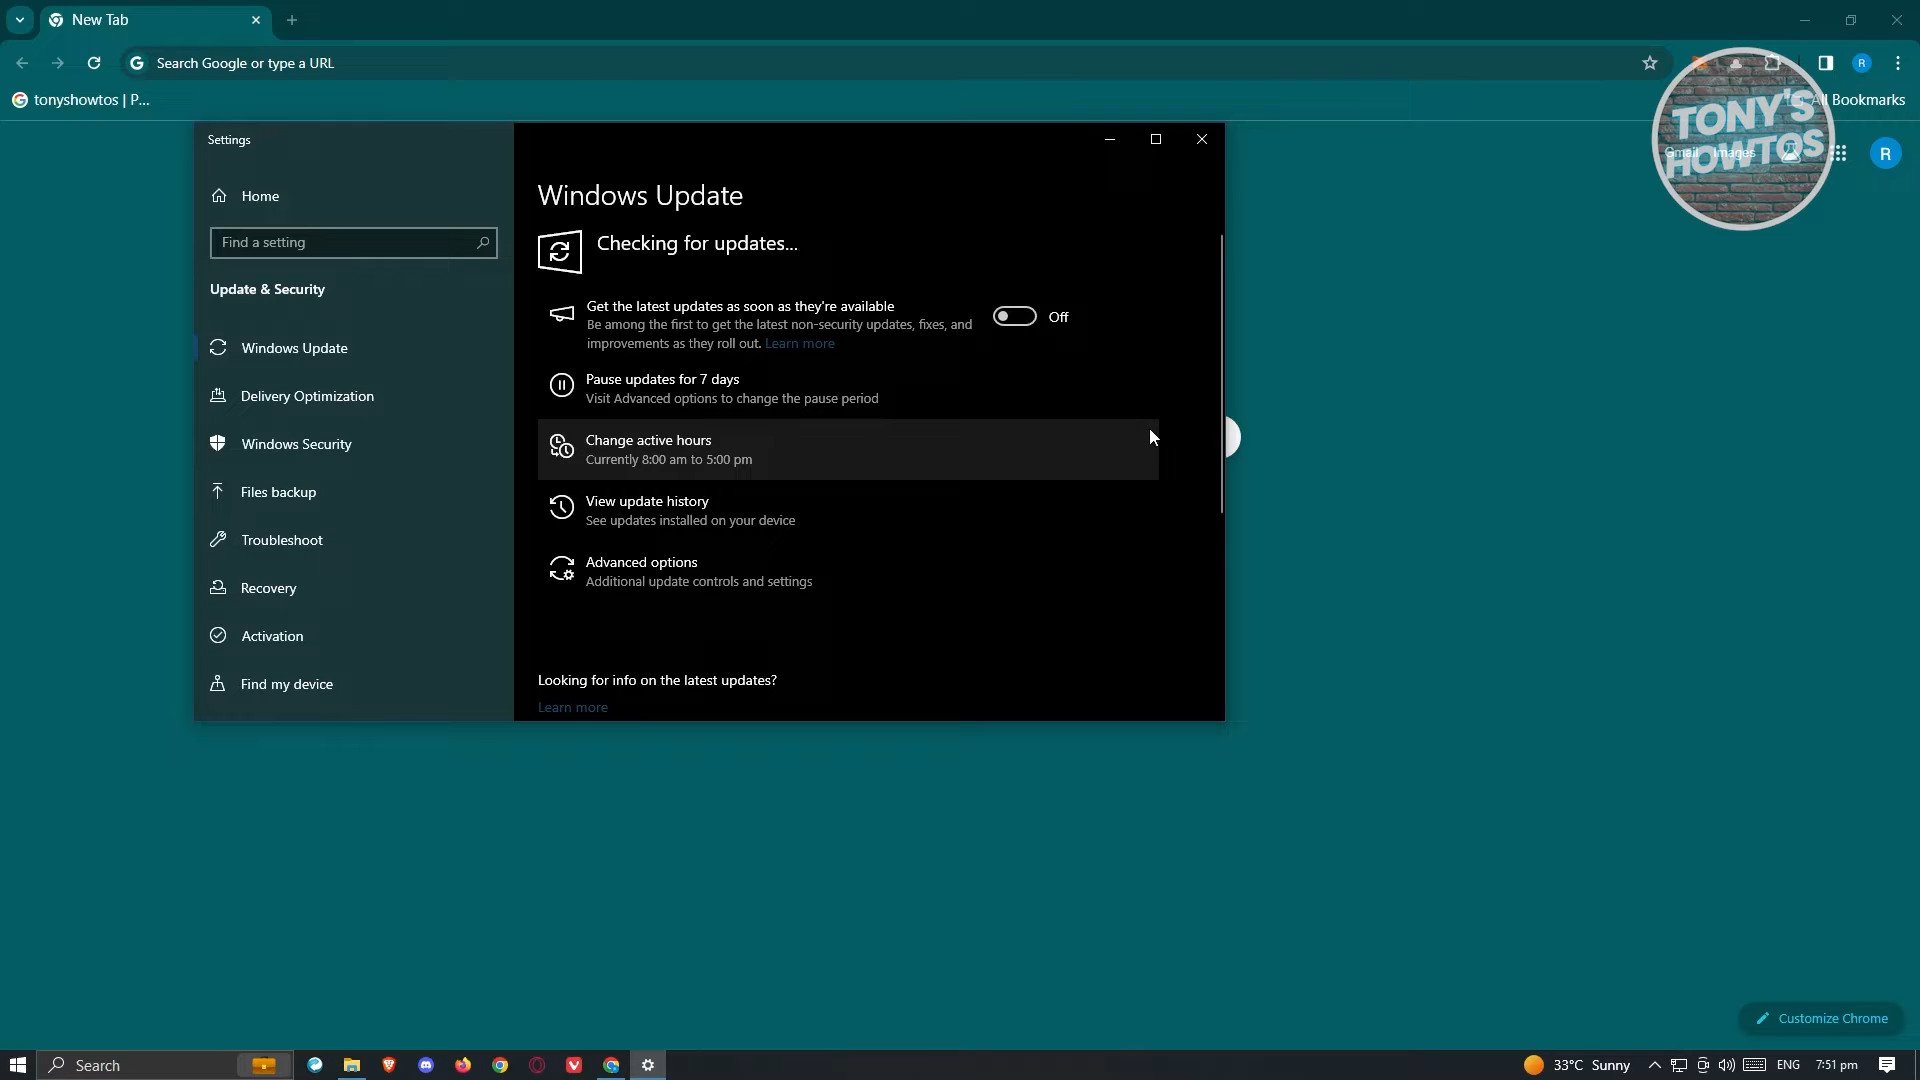 New Tab
Search Google or type a URL
tonyshowtos | P...
All Bookmarks
TONY'S
HOWTOS
Gmail Images
R
R
Settings
Home
Find a setting
Update & Security
Windows Update
Delivery Optimization
Windows Security
Files backup
Troubleshoot
Recovery
Activation
Find my device
Windows Update
Checking for updates...
Get the latest updates as soon as they're available
Be among the first to get the latest non-security updates, fixes, and
improvements as they roll out. Learn more
Off
Pause updates for 7 days
Visit Advanced options to change the pause period
Change active hours
Currently 8:00 am to 5:00 pm
View update history
See updates installed on your device
Advanced options
Additional update controls and settings
Looking for info on the latest updates?
Learn more
Customize Chrome
Search
33°C Sunny
ENG
7:51 pm